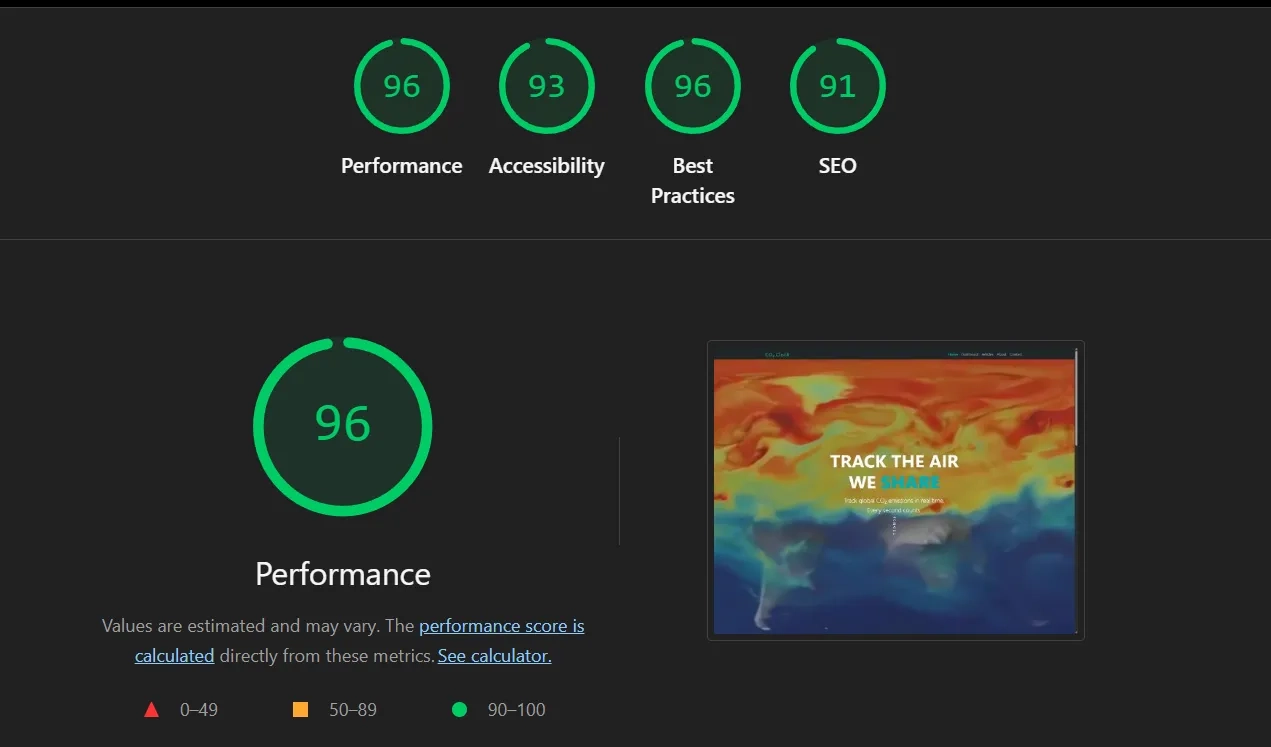 96
93
96
91
Performance
Accessibility
Best
Practices
SEO
96
Performance
Values are estimated and may vary. The performance score is
calculated directly from these metrics. See calculator.
0–49
50–89
90–100
TRACK THE AIR
WE SHARE
Track global CO₂ emissions in real time.
Every second counts.